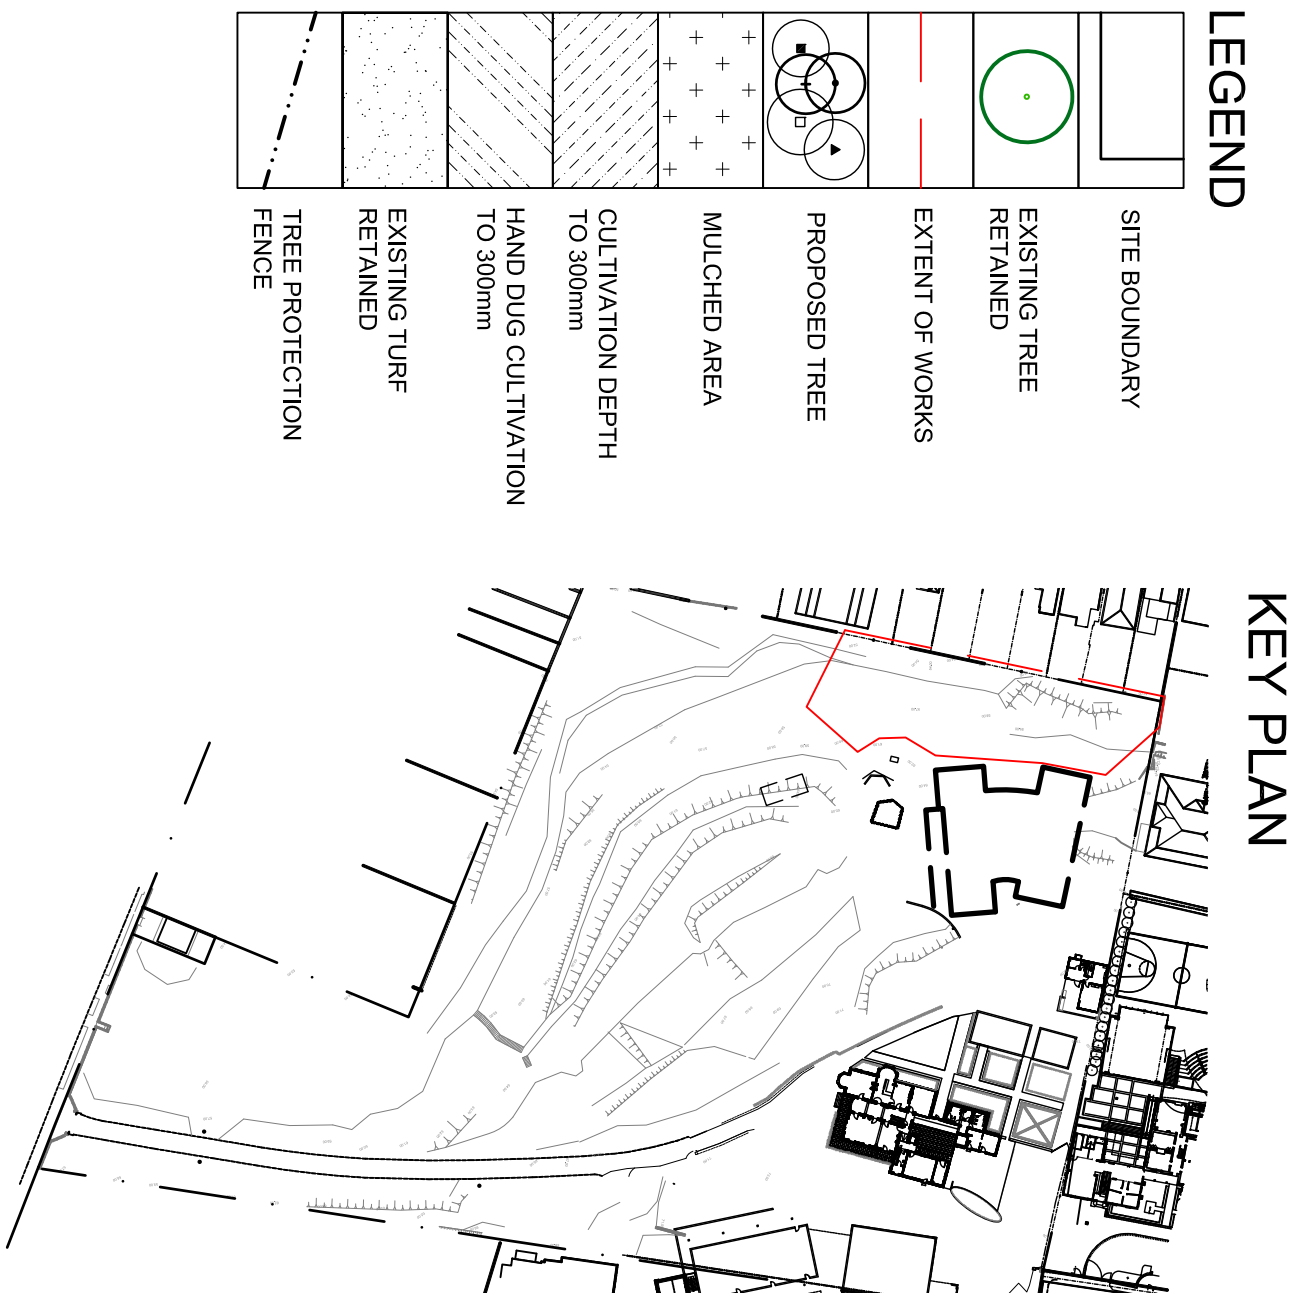 LEGEND
SITE BOUNDARY
EXISTING TREE
RETAINED
EXTENT OF WORKS
PROPOSED TREE
MULCHED AREA
CULTIVATION DEPTH
TO 300mm
HAND DUG CULTIVATION
TO 300mm
EXISTING TURF
RETAINED
TREE PROTECTION
FENCE
KEY PLAN